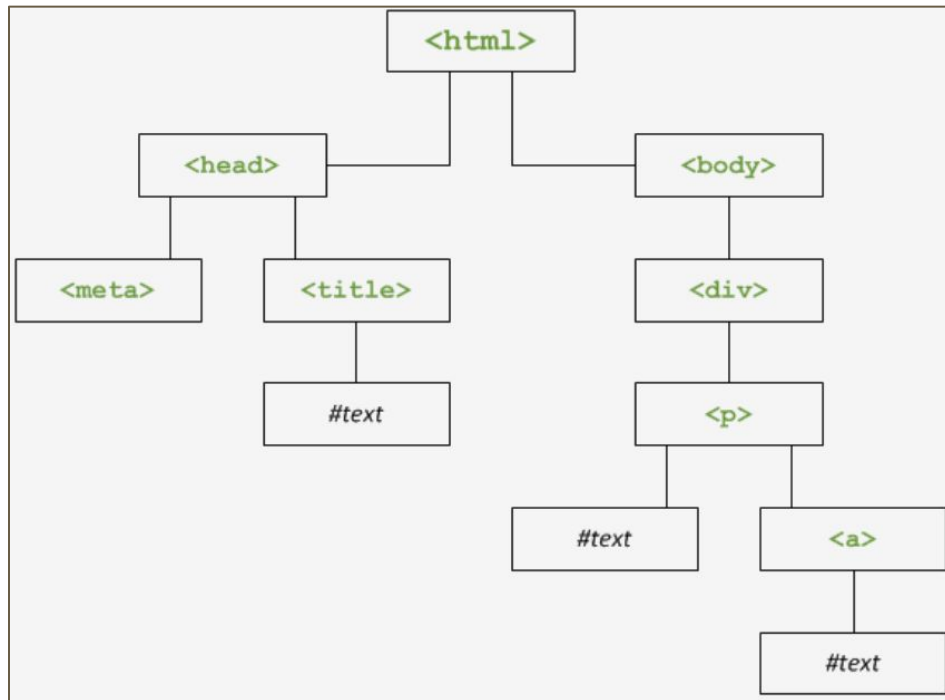 <html>
<head>
<body>
<meta>
<title>
<div>
#text
<p>
#text
<a>
#text